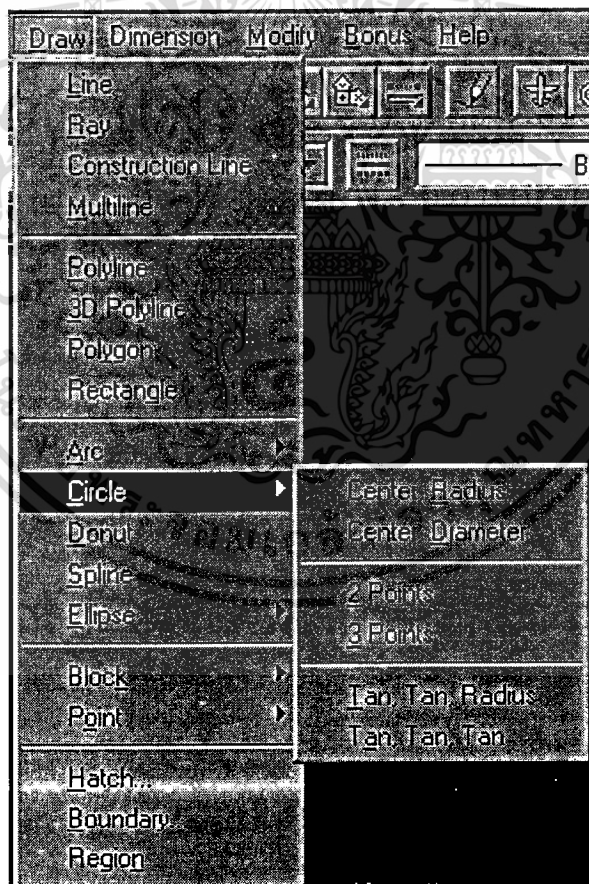 Draw Dimension Modify Bonus Help
Line
Ray
Construction Line
Multiline
B
Polyline
3D Polyline
Polygon
Rectangle
Arc
Circle
Center, Radius
Center, Diameter
2 Points
3 Points
Tan, Tan, Radius
Tan, Tan, Tan
Donut
Spline
Ellipse
Block
Point
Hatch...
Boundary...
Region